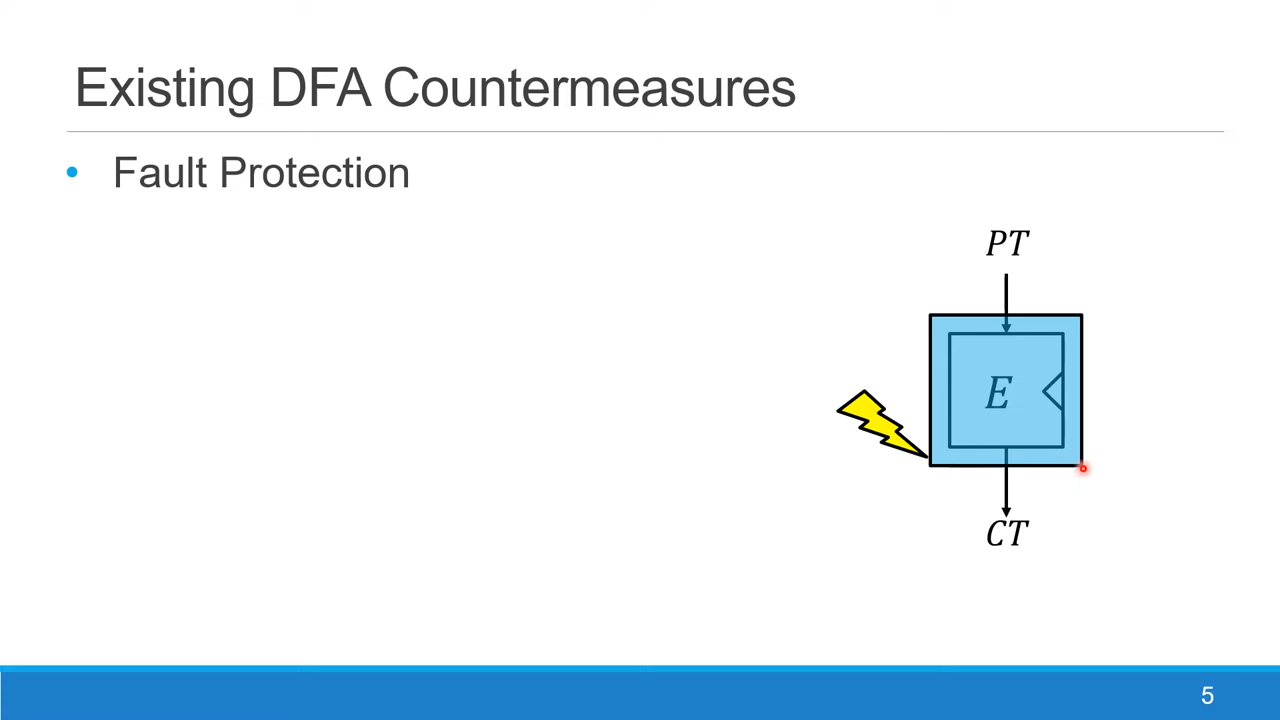 Existing DFA Countermeasures
• Fault Protection
PT
E
CT
5